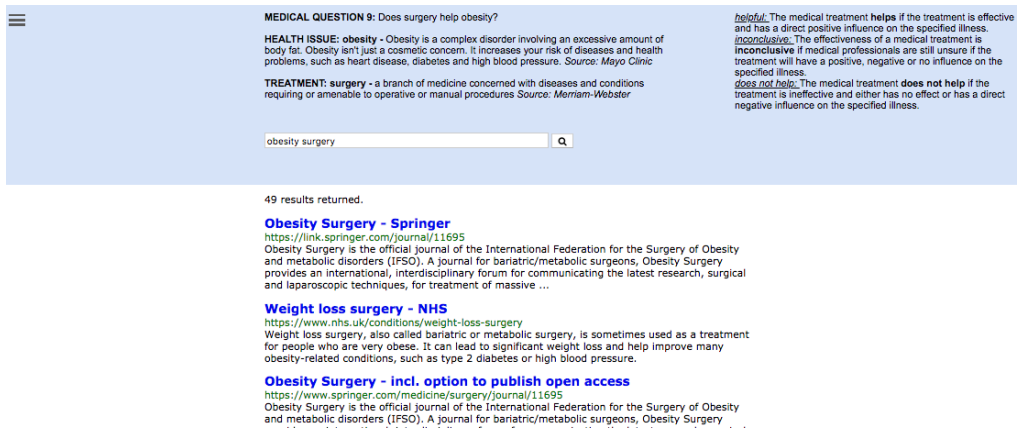 MEDICAL QUESTION 9: Does surgery help obesity?
HEALTH ISSUE: obesity - Obesity is a complex disorder involving an excessive amount of
body fat. Obesity isn't just a cosmetic concern. It increases your risk of diseases and health
problems, such as heart disease, diabetes and high blood pressure. Source: Mayo Clinic
TREATMENT: surgery - a branch of medicine concerned with diseases and conditions
requiring or amenable to operative or manual procedures Source: Merriam-Webster
helpful: The medical treatment helps if the treatment is effective
and has a direct positive influence on the specified illness.
inconclusive: The effectiveness of a medical treatment is
inconclusive if medical professionals are still unsure if the
treatment will have a positive, negative or no influence on the
specified illness.
does not help: The medical treatment does not help if the
treatment is ineffective and either has no effect or has a direct
negative influence on the specified illness.
obesity surgery
49 results returned.
Obesity Surgery - Springer
https://link.springer.com/journal/11695
Obesity Surgery is the official journal of the International Federation for the Surgery of Obesity
and metabolic disorders (IFSO). A journal for bariatric/metabolic surgeons, Obesity Surgery
provides an international, interdisciplinary forum for communicating the latest research, surgical
and laparoscopic techniques, for treatment of massive ...
Weight loss surgery - NHS
https://www.nhs.uk/conditions/weight-loss-surgery
Weight loss surgery, also called bariatric or metabolic surgery, is sometimes used as a treatment
for people who are very obese. It can lead to significant weight loss and help improve many
obesity-related conditions, such as type 2 diabetes or high blood pressure.
Obesity Surgery - incl. option to publish open access
https://www.springer.com/medicine/surgery/journal/11695
Obesity Surgery is the official journal of the International Federation for the Surgery of Obesity
and metabolic disorders (IFSO). A journal for bariatric/metabolic surgeons, Obesity Surgery